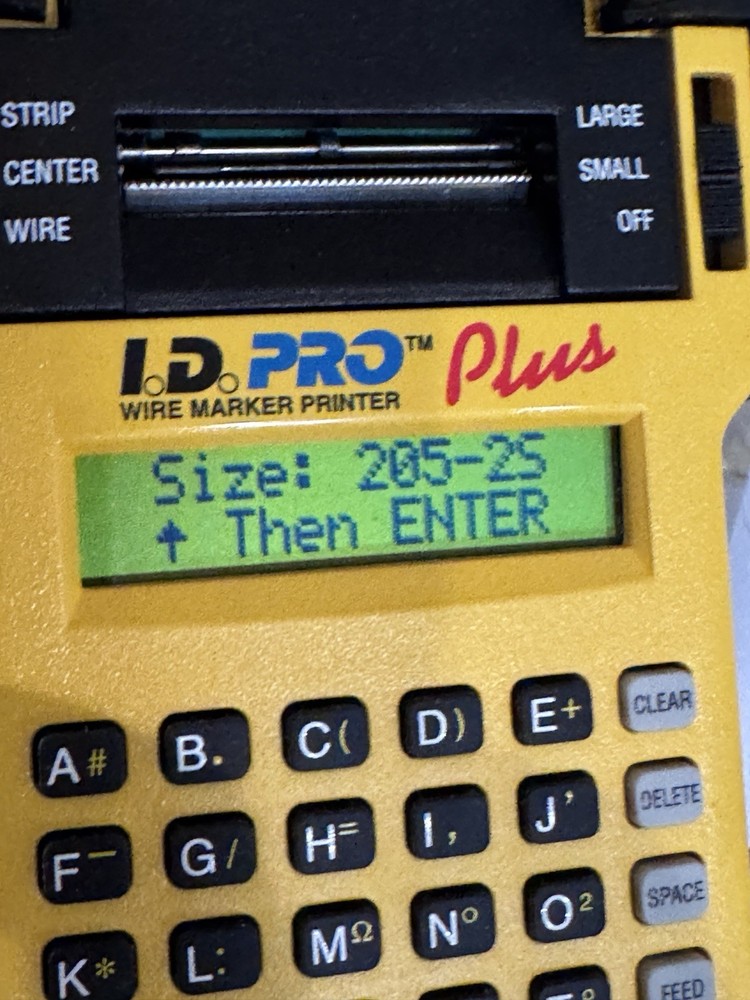 STRIP
CENTER
WIRE
LARGE
SMALL
OFF
I.D. PRO™ Plus
WIRE MARKER PRINTER
Size: 205-2S
↑ Then ENTER
A# B. C( D) E+ CLEAR
F− G/ H= I, J’ DELETE
K* L: MΩ N° O² SPACE
FEED